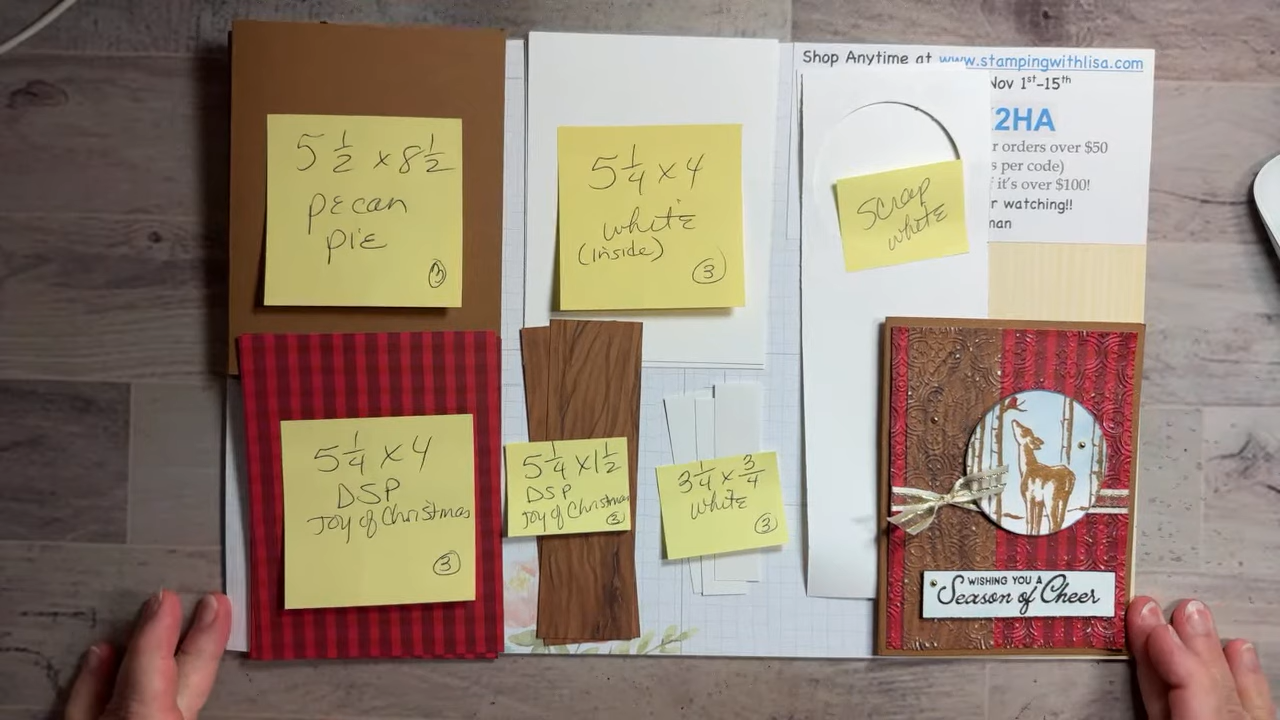 5 1/2 x 8 1/2
pecan
pie
3
5 1/4 x 4
white
(inside)
3
Scrap
white
Shop Anytime at www.stampingwithlisa.com
Nov 1st-15th
2HA
r orders over $50
s per code)
f it's over $100!
r watching!!
man
5 1/4 x 4
DSP
Joy of Christmas
3
5 1/4 x 1 1/2
DSP
Joy of Christmas
3 1/4 x 3/4
white
3
WISHING YOU A
Season of Cheer